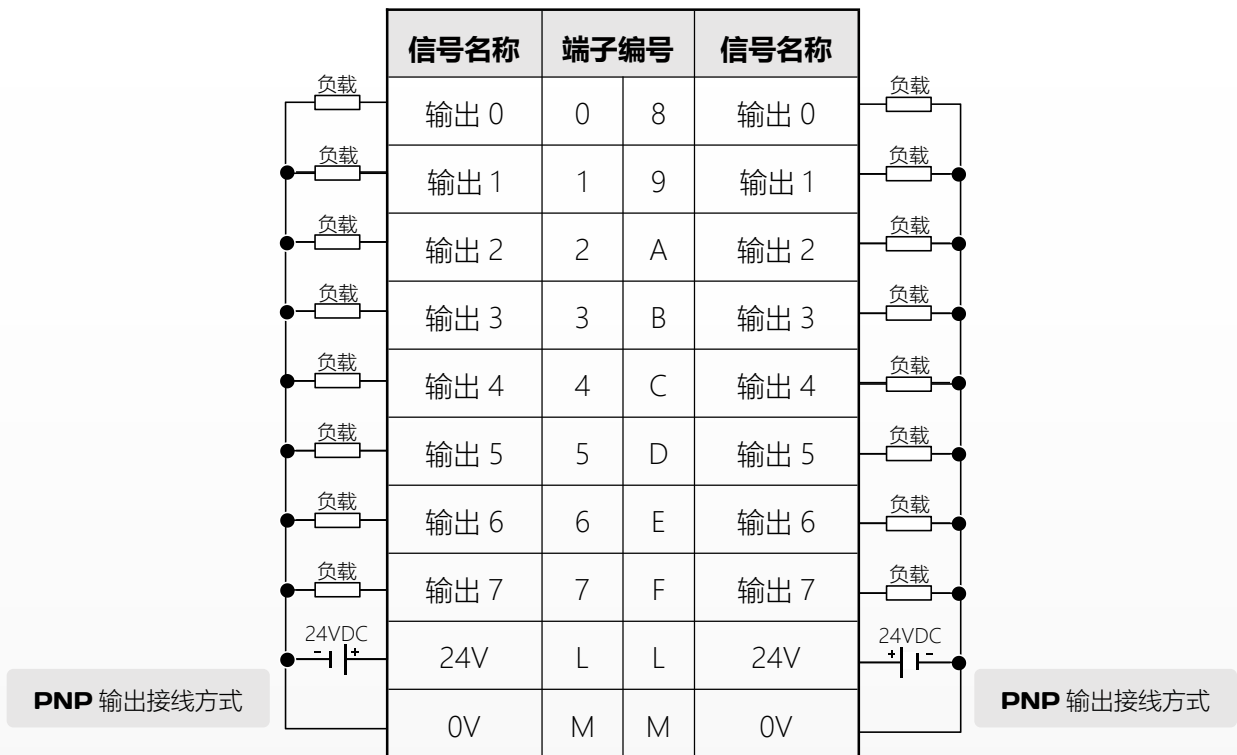 信号名称 端子编号 信号名称
负载 输出 0 0 8 输出 0 负载
负载 输出 1 1 9 输出 1 负载
负载 输出 2 2 A 输出 2 负载
负载 输出 3 3 B 输出 3 负载
负载 输出 4 4 C 输出 4 负载
负载 输出 5 5 D 输出 5 负载
负载 输出 6 6 E 输出 6 负载
负载 输出 7 7 F 输出 7 负载
24VDC 24VDC
- + 24V L L 24V + -
PNP 输出接线方式 PNP 输出接线方式
0V M M 0V